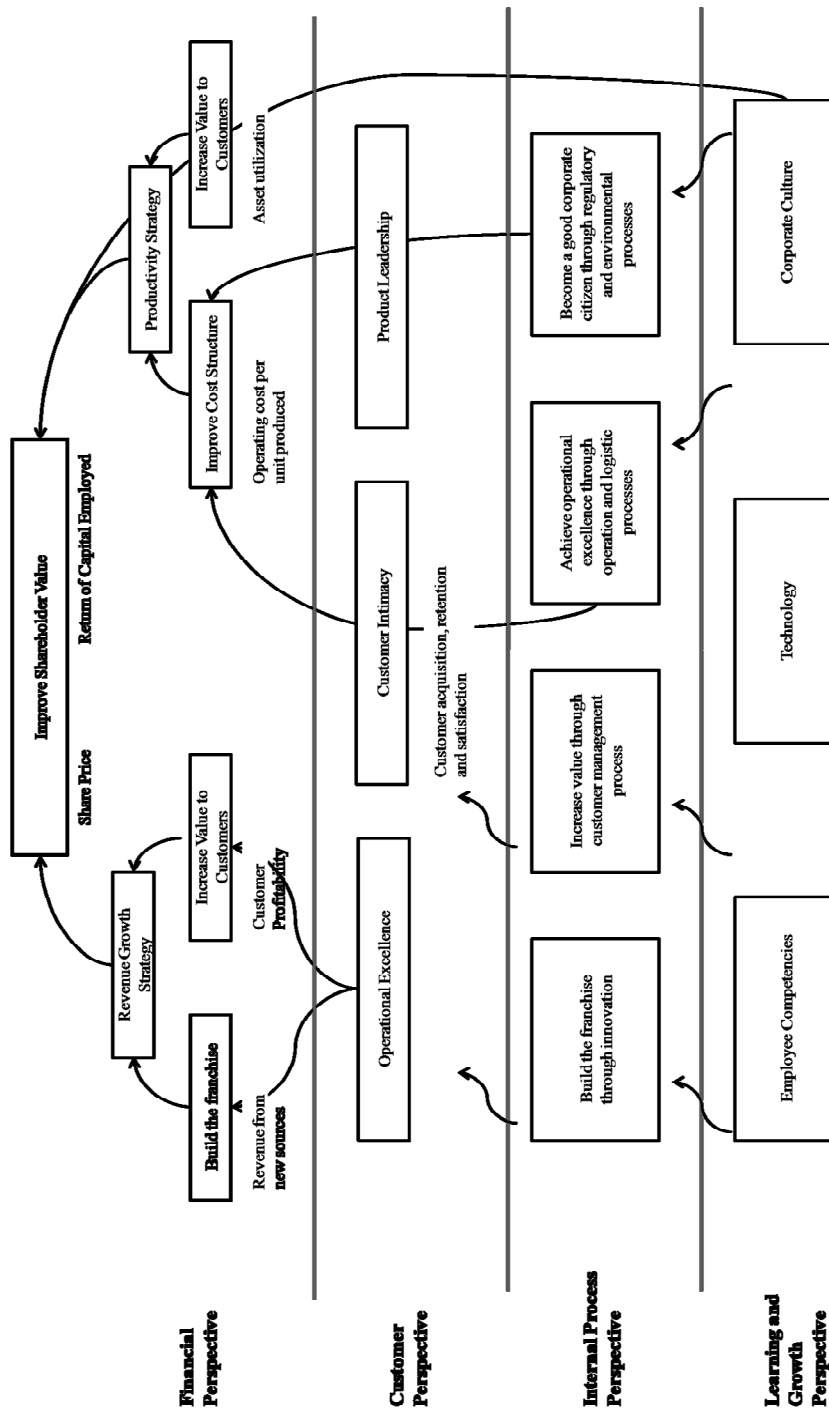 Improve Shareholder Value
Share Price
Return of Capital Employed
Revenue Growth
Strategy
Productivity Strategy
Financial
Perspective
Build the franchise
Increase Value to
Customers
Improve Cost Structure
Increase Value to
Customers
Revenue from
new sources
Customer
Profitability
Operating cost per
unit produced
Asset utilization
Customer
Perspective
Operational Excellence
Customer Intimacy
Product Leadership
Customer acquisition, retention
and satisfaction
Internal Process
Perspective
Build the franchise
through innovation
Increase value through
customer management
process
Achieve operational
excellence through
operation and logistic
processes
Become a good corporate
citizen through regulatory
and environmental
processes
Learning and
Growth
Perspective
Employee Competencies
Technology
Corporate Culture